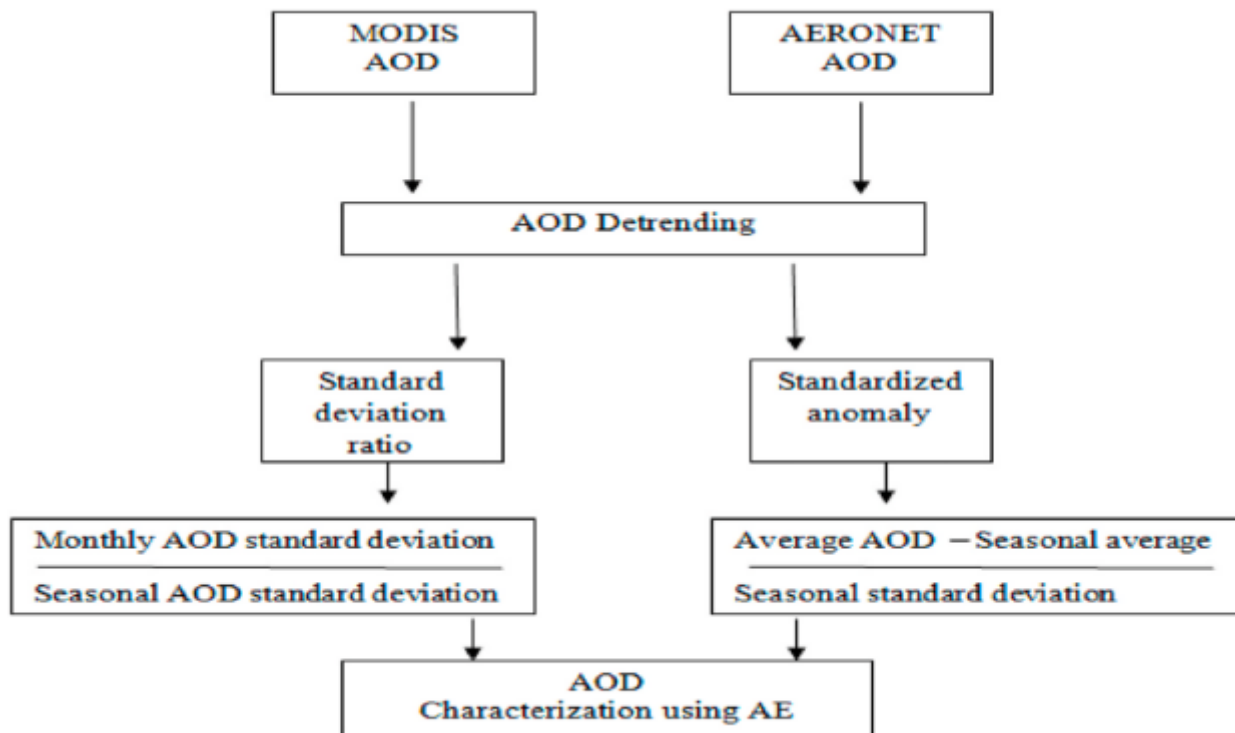 MODIS
AOD
AERONET
AOD
AOD Detrending
Standard
deviation
ratio
Standardized
anomaly
Monthly AOD standard deviation
Seasonal AOD standard deviation
Average AOD – Seasonal average
Seasonal standard deviation
AOD
Characterization using AE